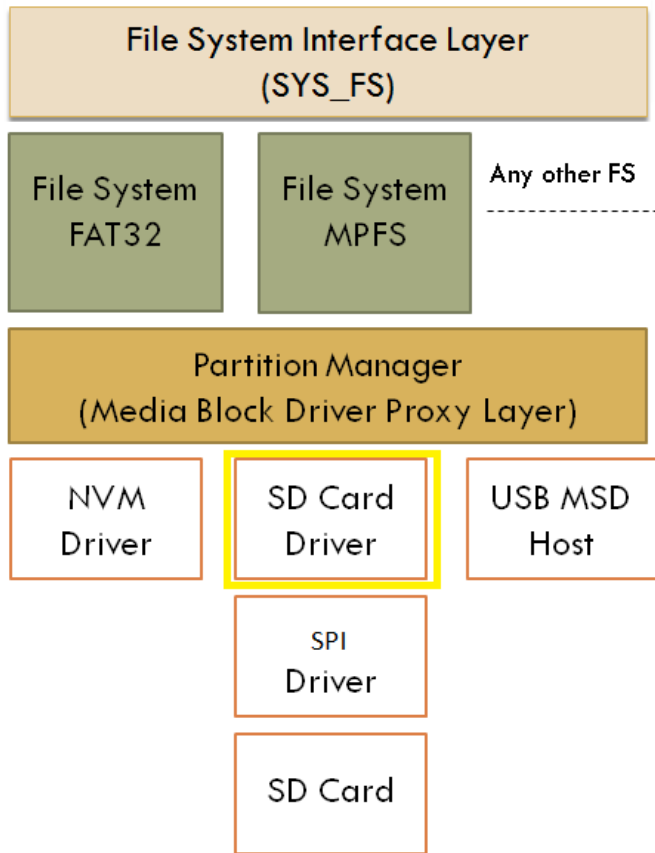 File System Interface Layer
(SYS_FS)
File System
FAT32
File System
MPFS
Any other FS
Partition Manager
(Media Block Driver Proxy Layer)
NVM
Driver
SD Card
Driver
USB MSD
Host
SPI
Driver
SD Card